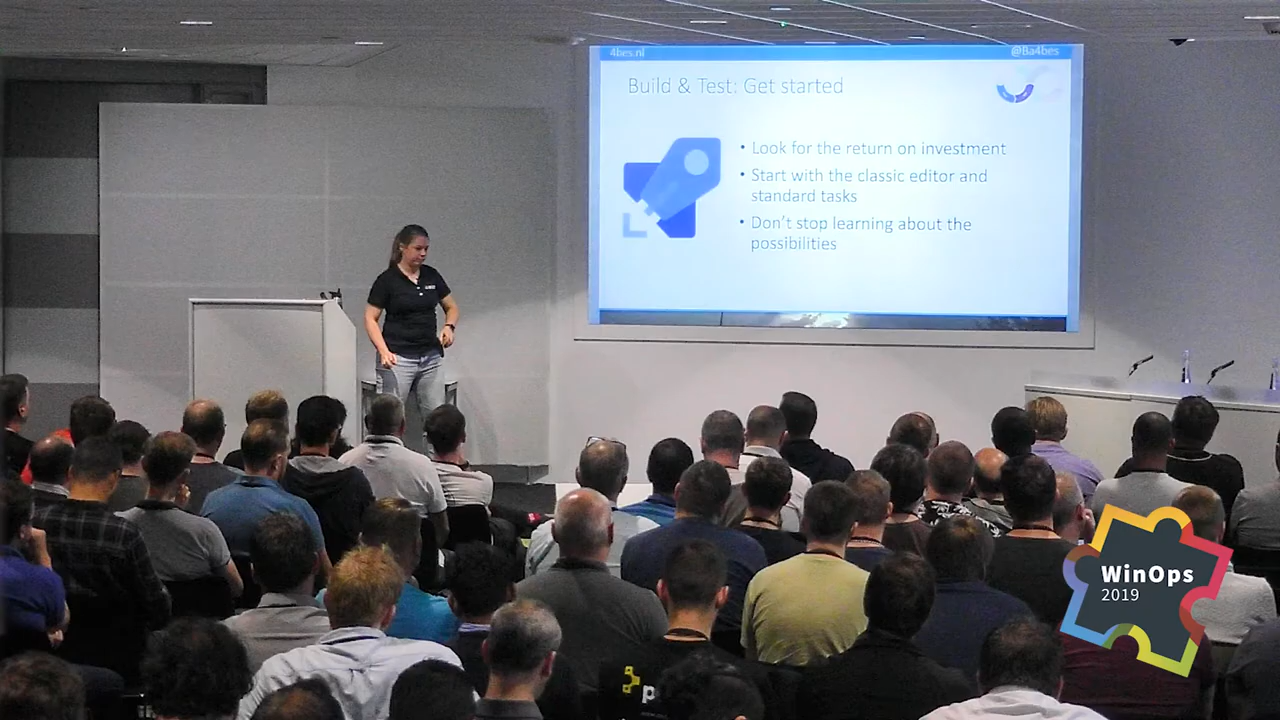 4bes.nl
@Ba4bes
Build & Test: Get started
• Look for the return on investment
• Start with the classic editor and
standard tasks
• Don't stop learning about the
possibilities
WinOps
2019